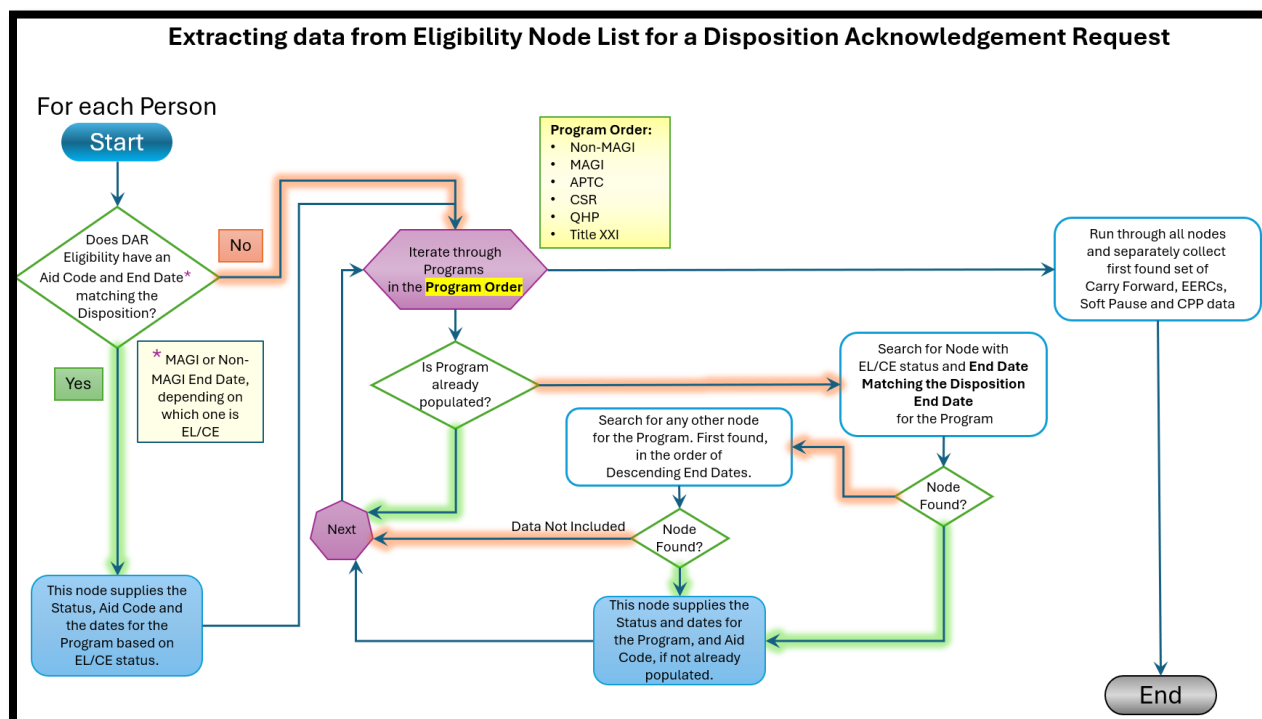 Extracting data from Eligibility Node List for a Disposition Acknowledgement Request
For each Person
Start
Does DAR
Eligibility have an
Aid Code and End Date*
matching the
Disposition?
No
Yes
* MAGI or Non-
MAGI End Date,
depending on
which one is
EL/CE
This node supplies the
Status, Aid Code and
the dates for the
Program based on
EL/CE status.
Program Order:
• Non-MAGI
• MAGI
• APTC
• CSR
• QHP
• Title XXI
Iterate through
Programs
in the Program Order
Is Program
already
populated?
Search for Node with
EL/CE status and End Date
Matching the Disposition
End Date
for the Program
Node
Found?
Search for any other node
for the Program. First found,
in the order of
Descending End Dates.
Node
Found?
Data Not Included
Next
This node supplies the
Status and dates for
the Program, and Aid
Code, if not already
populated.
Run through all nodes
and separately collect
first found set of
Carry Forward, EERCs,
Soft Pause and CPP data
End